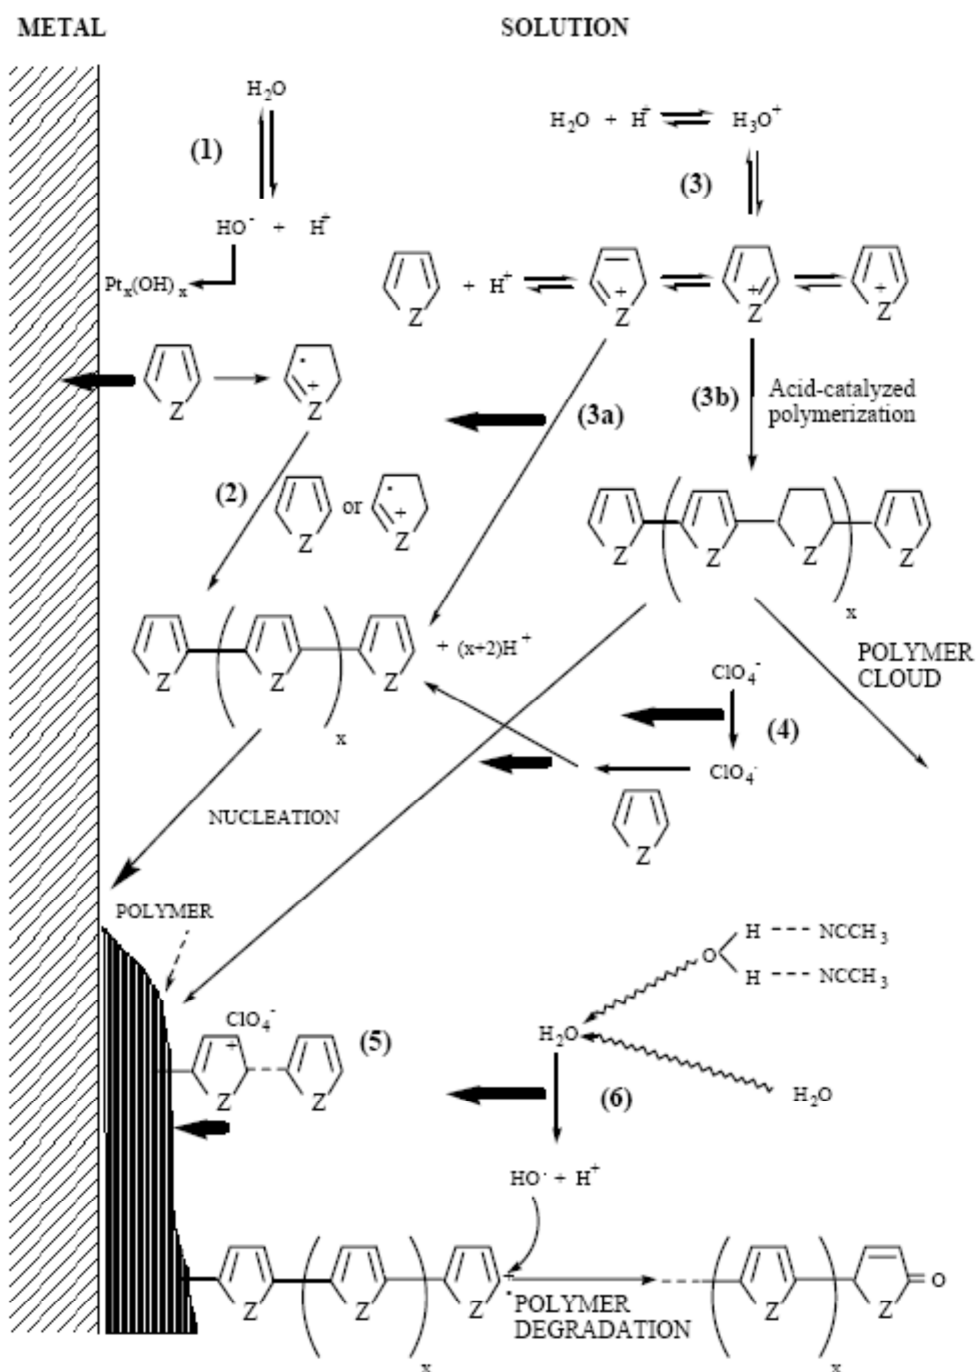 METAL
SOLUTION
H2O
(1)
HO- + H+
Ptx(OH)x
H2O + H+ H3O+
(3)
+ H+
Z
Z
+
Z
+
Z
+
Z
Z
+
(3a)
(3b)
Acid-catalyzed
polymerization
(2)
or
Z
Z
+
Z
Z
Z
Z
x
Z
Z
Z
x
+ (x+2)H+
POLYMER
CLOUD
ClO4-
(4)
ClO4-
Z
NUCLEATION
POLYMER
H --- NCCH3
O
H --- NCCH3
ClO4-
+
(5)
Z
Z
H2O
(6)
H2O
HO· + H+
Z
Z
x
Z
+
·
POLYMER
DEGRADATION
Z
x
Z
O